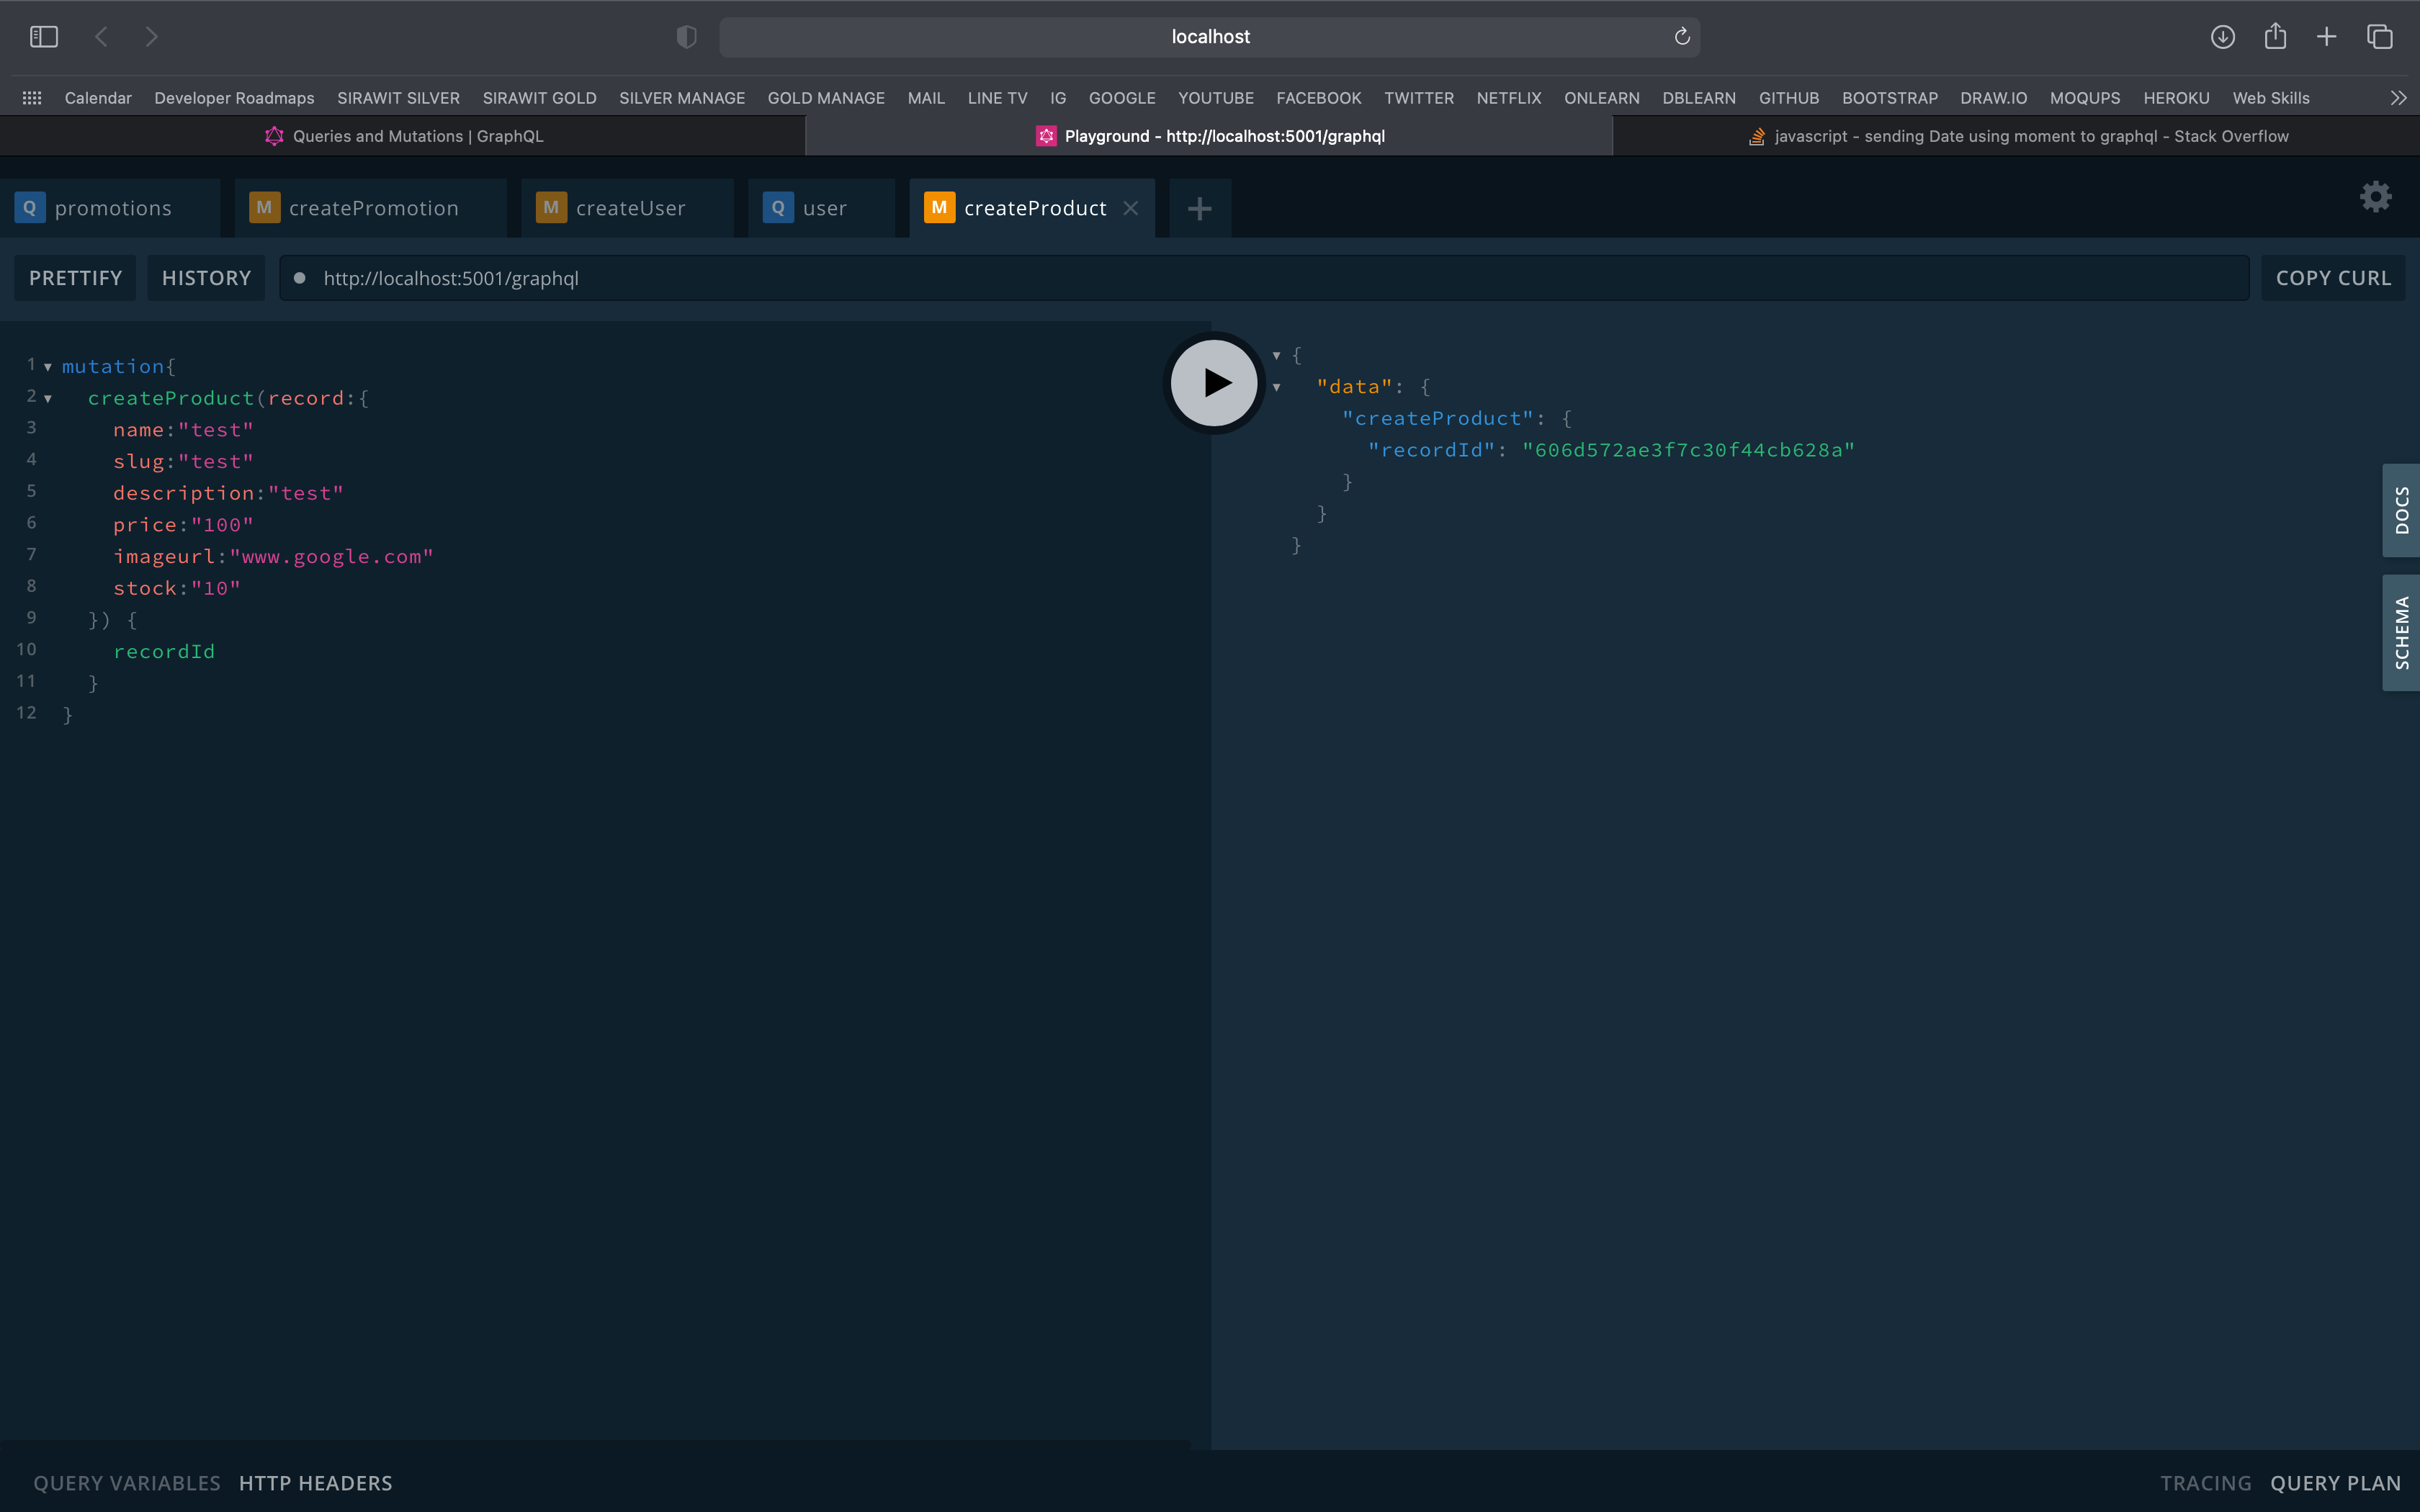 localhost
Calendar Developer Roadmaps SIRAWIT SILVER SIRAWIT GOLD SILVER MANAGE GOLD MANAGE MAIL LINE TV IG GOOGLE YOUTUBE FACEBOOK TWITTER NETFLIX ONLEARN DBLEARN GITHUB BOOTSTRAP DRAW.IO MOQUPS HEROKU Web Skills
Queries and Mutations | GraphQL
Playground - http://localhost:5001/graphql
javascript - sending Date using moment to graphql - Stack Overflow
Q promotions
M createPromotion
M createUser
Q user
M createProduct
PRETTIFY HISTORY http://localhost:5001/graphql COPY CURL
1 mutation{
2 createProduct(record:{
3 name:"test"
4 slug:"test"
5 description:"test"
6 price:"100"
7 imageurl:"www.google.com"
8 stock:"10"
9 }) {
10 recordId
11 }
12 }
{
"data": {
"createProduct": {
"recordId": "606d572ae3f7c30f44cb628a"
}
}
}
DOCS
SCHEMA
QUERY VARIABLES HTTP HEADERS
TRACING QUERY PLAN